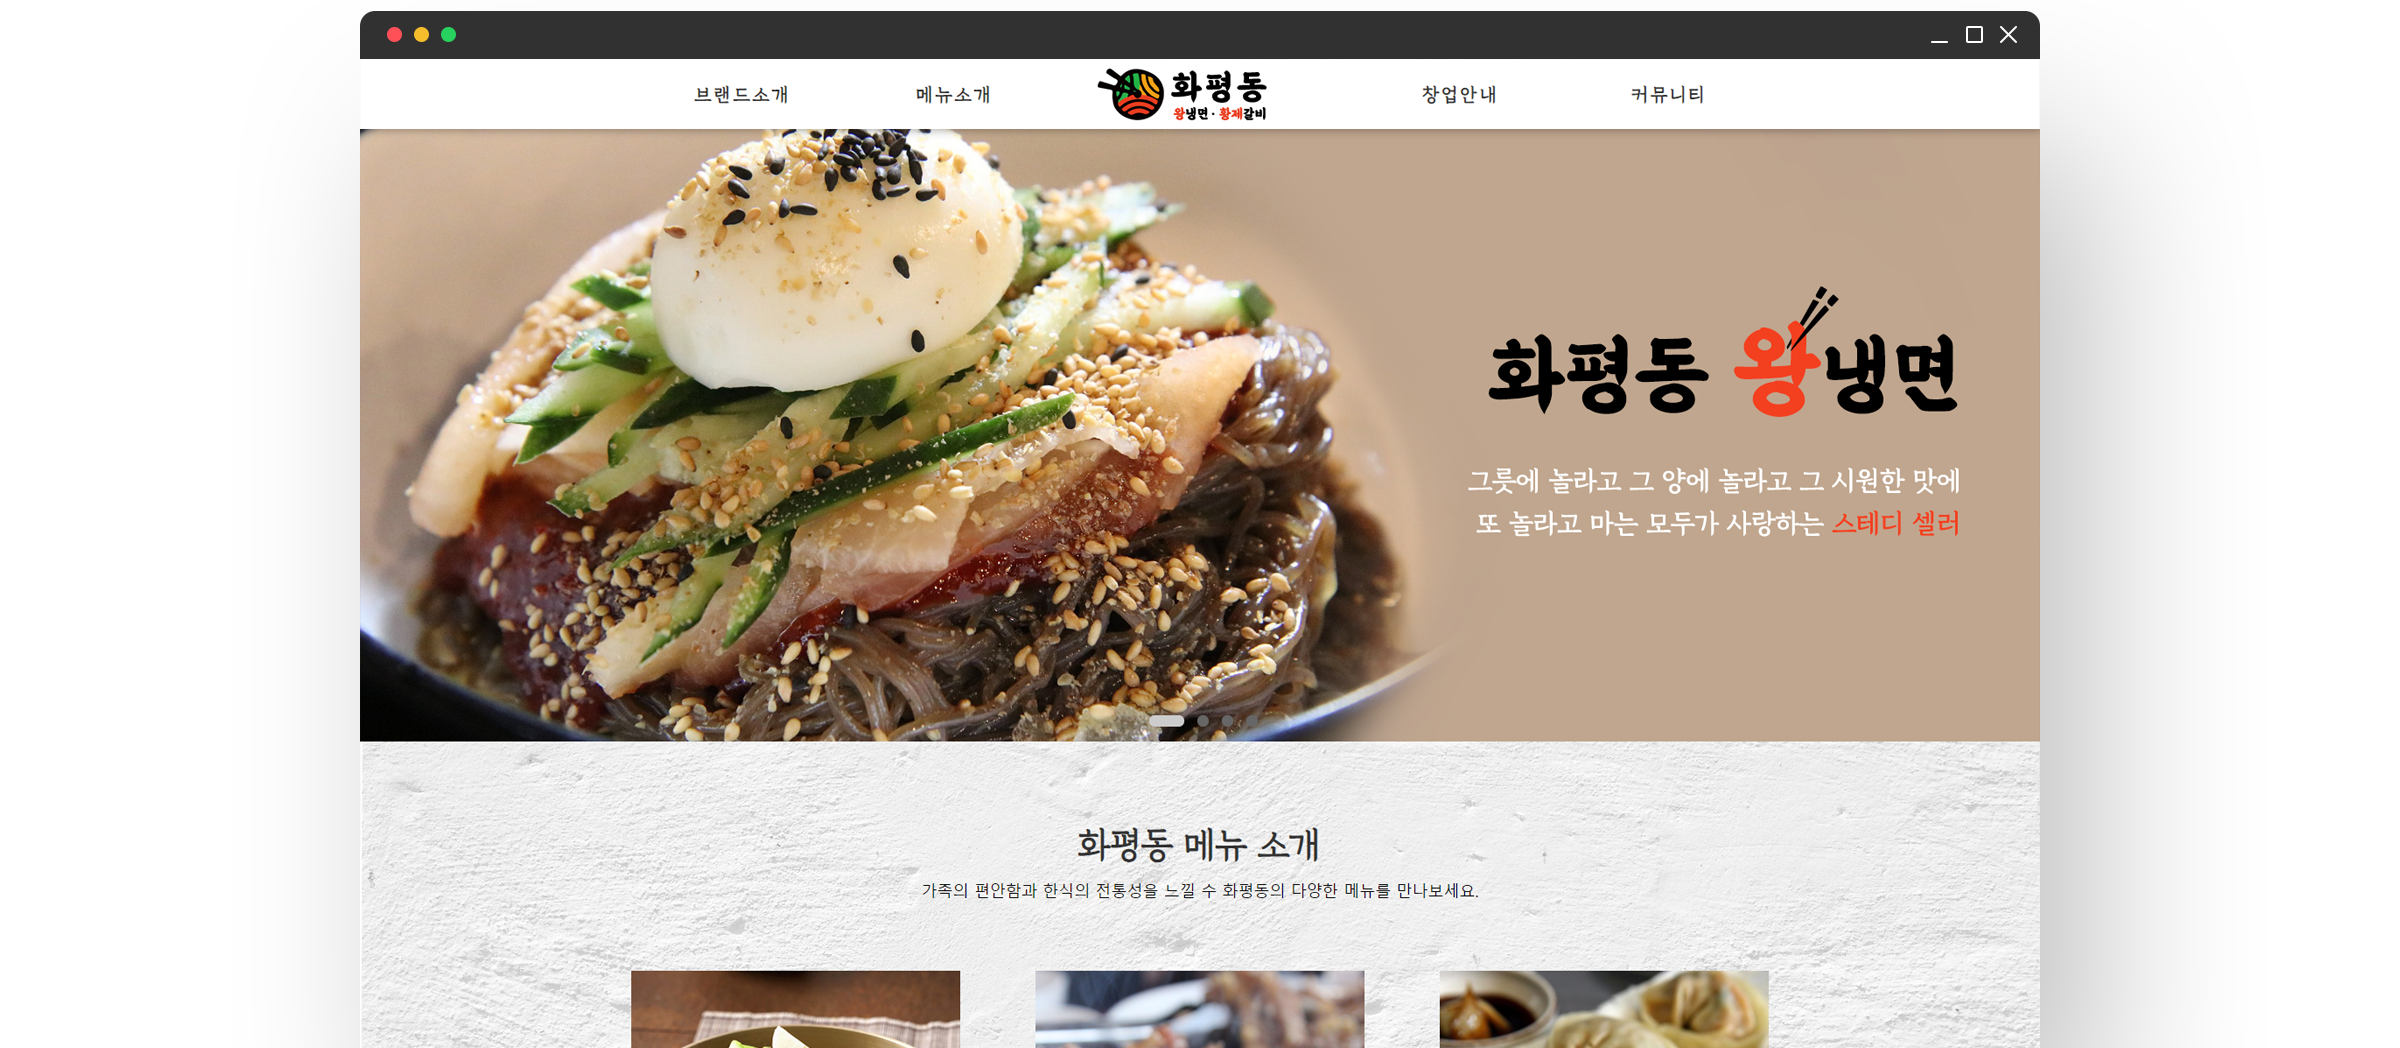 브랜드소개
메뉴소개
화평동
왕냉면 · 황제갈비
창업안내
커뮤니티
화평동 왕냉면
그릇에 놀라고 그 양에 놀라고 그 시원한 맛에
또 놀라고 마는 모두가 사랑하는 스테디 셀러
화평동 메뉴 소개
가족의 편안함과 한식의 전통성을 느낄 수 화평동의 다양한 메뉴를 만나보세요.